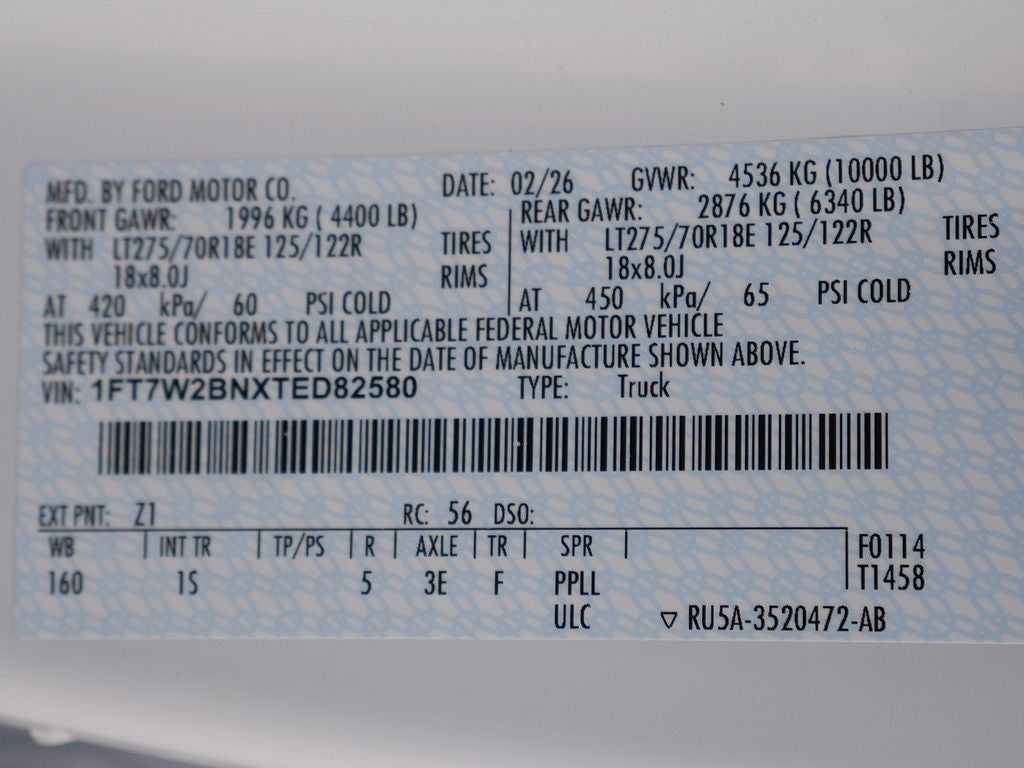 MFD. BY FORD MOTOR CO. DATE: 02/26 GVWR: 4536 KG (10000 LB)
FRONT GAWR: 1996 KG ( 4400 LB) REAR GAWR: 2876 KG ( 6340 LB)
WITH LT275/70R18E 125/122R TIRES WITH LT275/70R18E 125/122R TIRES
18x8.0J RIMS 18x8.0J RIMS
AT 420 kPa/ 60 PSI COLD AT 450 kPa/ 65 PSI COLD
THIS VEHICLE CONFORMS TO ALL APPLICABLE FEDERAL MOTOR VEHICLE
SAFETY STANDARDS IN EFFECT ON THE DATE OF MANUFACTURE SHOWN ABOVE.
VIN: 1FT7W2BNXTED82580 TYPE: Truck
EXT PNT: Z1 RC: 56 DSO:
WB | INT TR | TP/PS | R | AXLE | TR | SPR | F0114
160 1S 5 3E F PPLL T1458
ULC ▽ RU5A-3520472-AB